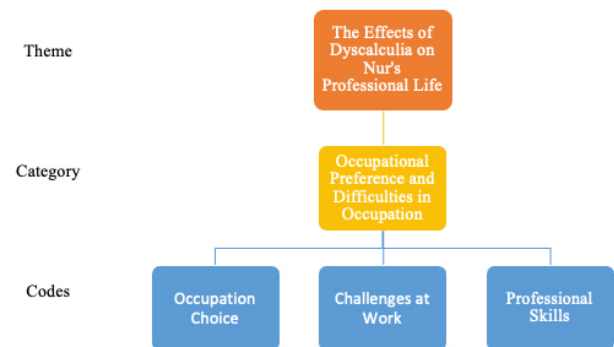 Theme
The Effects of
Dyscalculia on
Nur's
Professional Life
Category
Occupational
Preference and
Difficulties in
Occupation
Codes
Occupation
Choice
Challenges at
Work
Professional
Skills